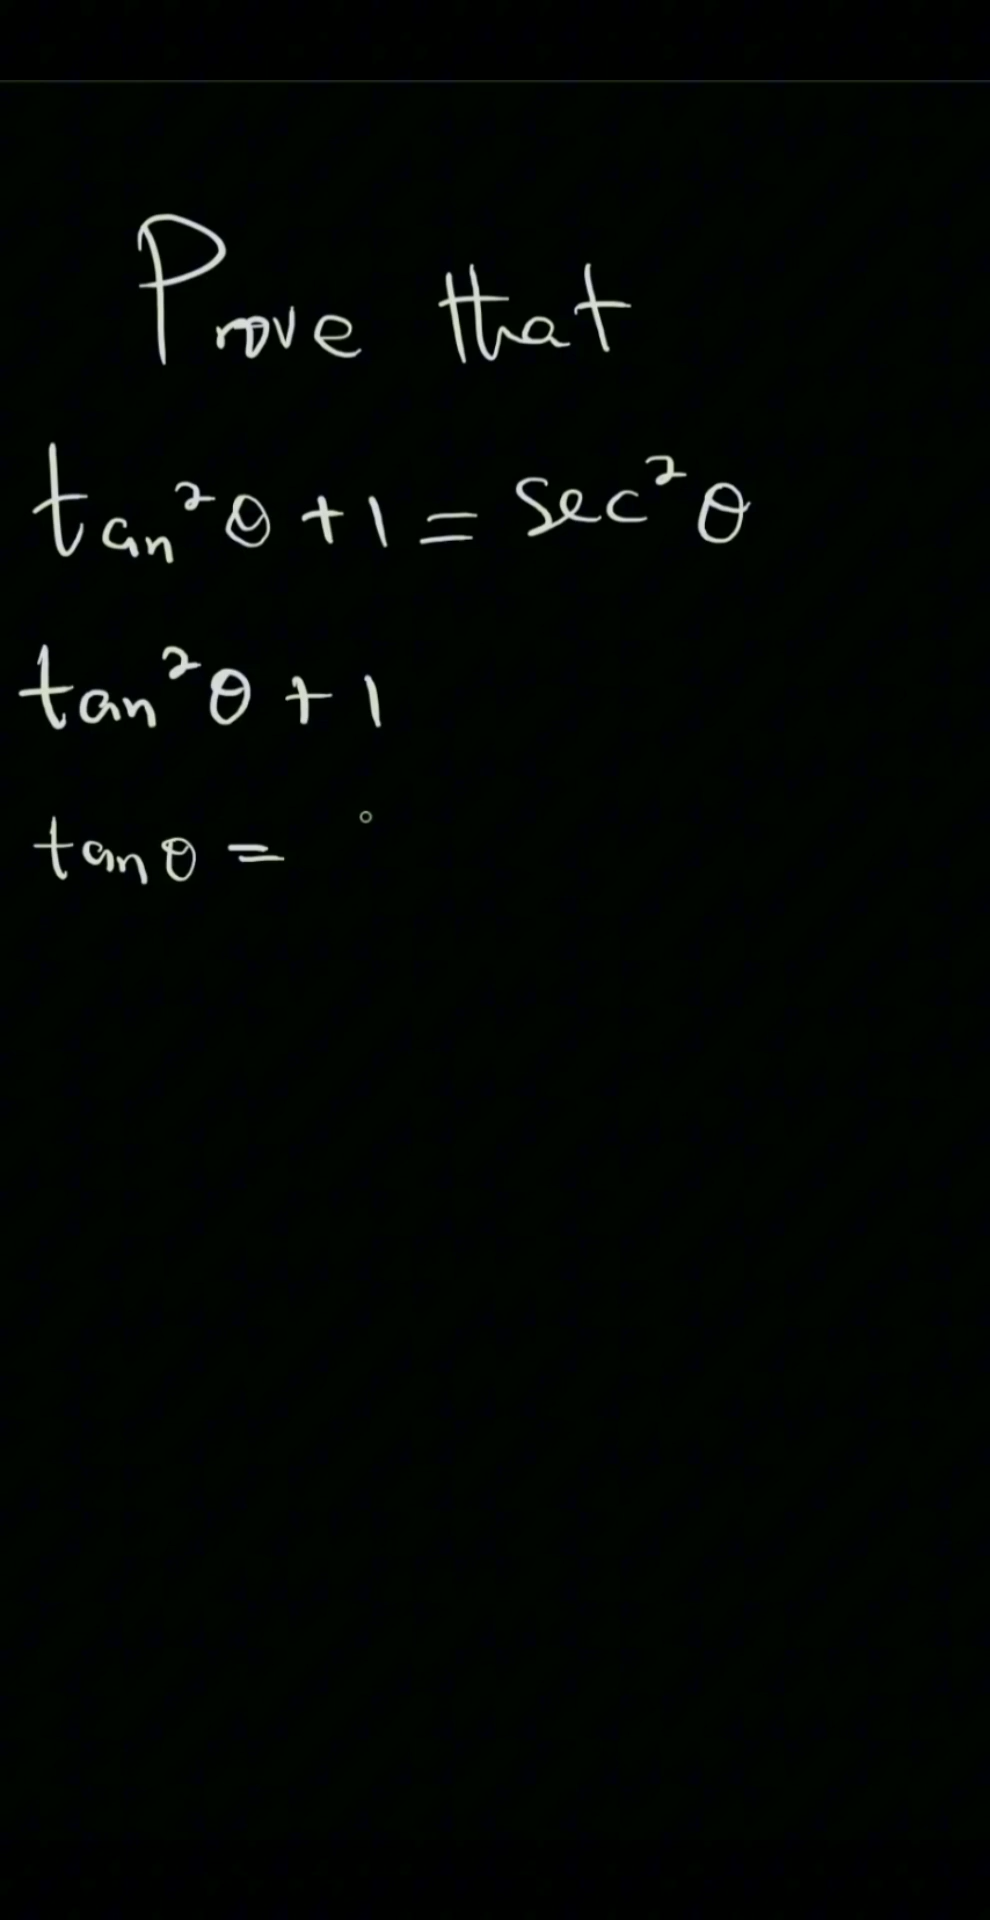 Prove that
tan²θ + 1 = sec²θ
tan²θ + 1
tanθ =